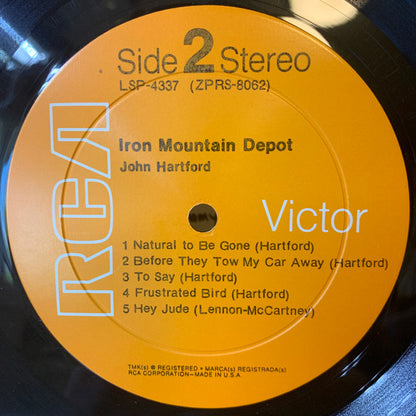 Side 2 Stereo
LSP-4337 (ZPRS-8062)
Iron Mountain Depot
John Hartford
RCA
Victor
1 Natural to Be Gone (Hartford)
2 Before They Tow My Car Away (Hartford)
3 To Say (Hartford)
4 Frustrated Bird (Hartford)
5 Hey Jude (Lennon-McCartney)
TMK(s) ® REGISTERED • MARCA(s) REGISTRADA(s)
RCA CORPORATION—MADE IN U.S.A.